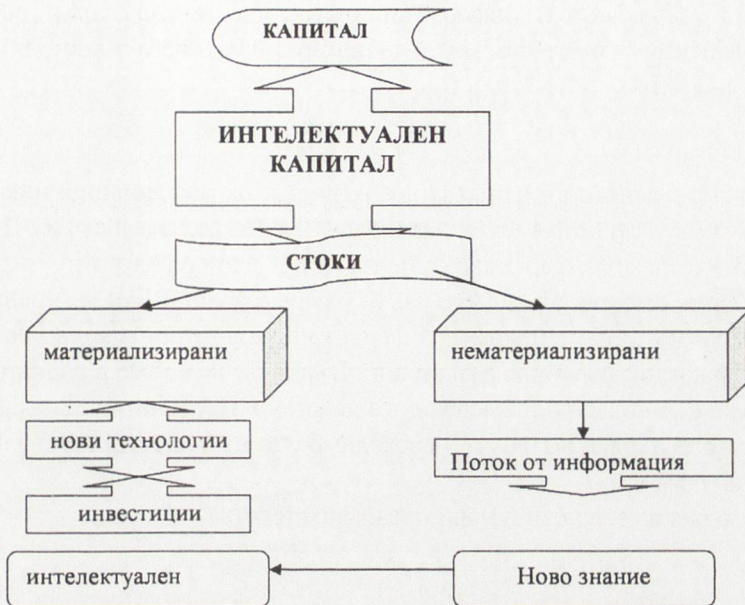 КАПИТАЛ
ИНТЕЛЕКТУАЛЕН
КАПИТАЛ
СТОКИ
материализирани
нематериализирани
нови технологии
Поток от информация
инвестиции
интелектуален
Ново знание